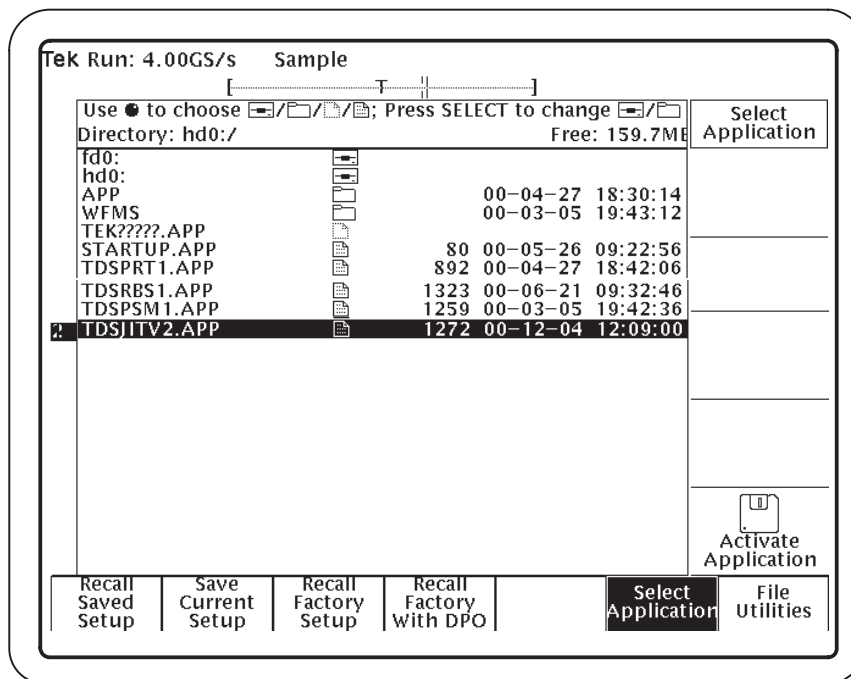 Tek Run: 4.00GS/s Sample
[ T ]
Use to choose / / / ; Press SELECT to change /
Directory: hd0:/ Free: 159.7ME
fd0:
hd0:
APP 00-04-27 18:30:14
WFMS 00-03-05 19:43:12
TEK?????.APP
STARTUP.APP 80 00-05-26 09:22:56
TDSPRT1.APP 892 00-04-27 18:42:06
TDSRBS1.APP 1323 00-06-21 09:32:46
TDSPSM1.APP 1259 00-03-05 19:42:36
TDSJITV2.APP 1272 00-12-04 12:09:00
Select
Application
Activate
Application
Recall
Saved
Setup
Save
Current
Setup
Recall
Factory
Setup
Recall
Factory
With DPO
Select
Application
File
Utilities